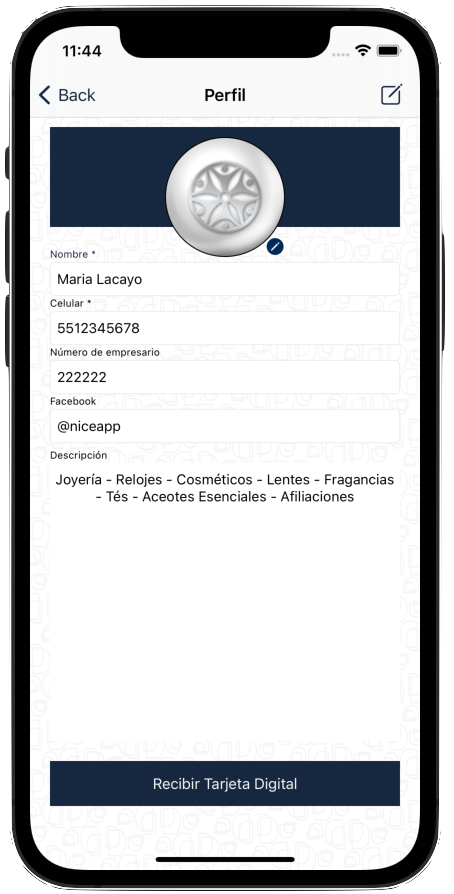 11:44
Back
Perfil
Nombre *
Maria Lacayo
Celular *
5512345678
Número de empresario
222222
Facebook
@niceapp
Descripción
Joyería - Relojes - Cosméticos - Lentes - Fragancias
- Tés - Aceotes Esenciales - Afiliaciones
Recibir Tarjeta Digital